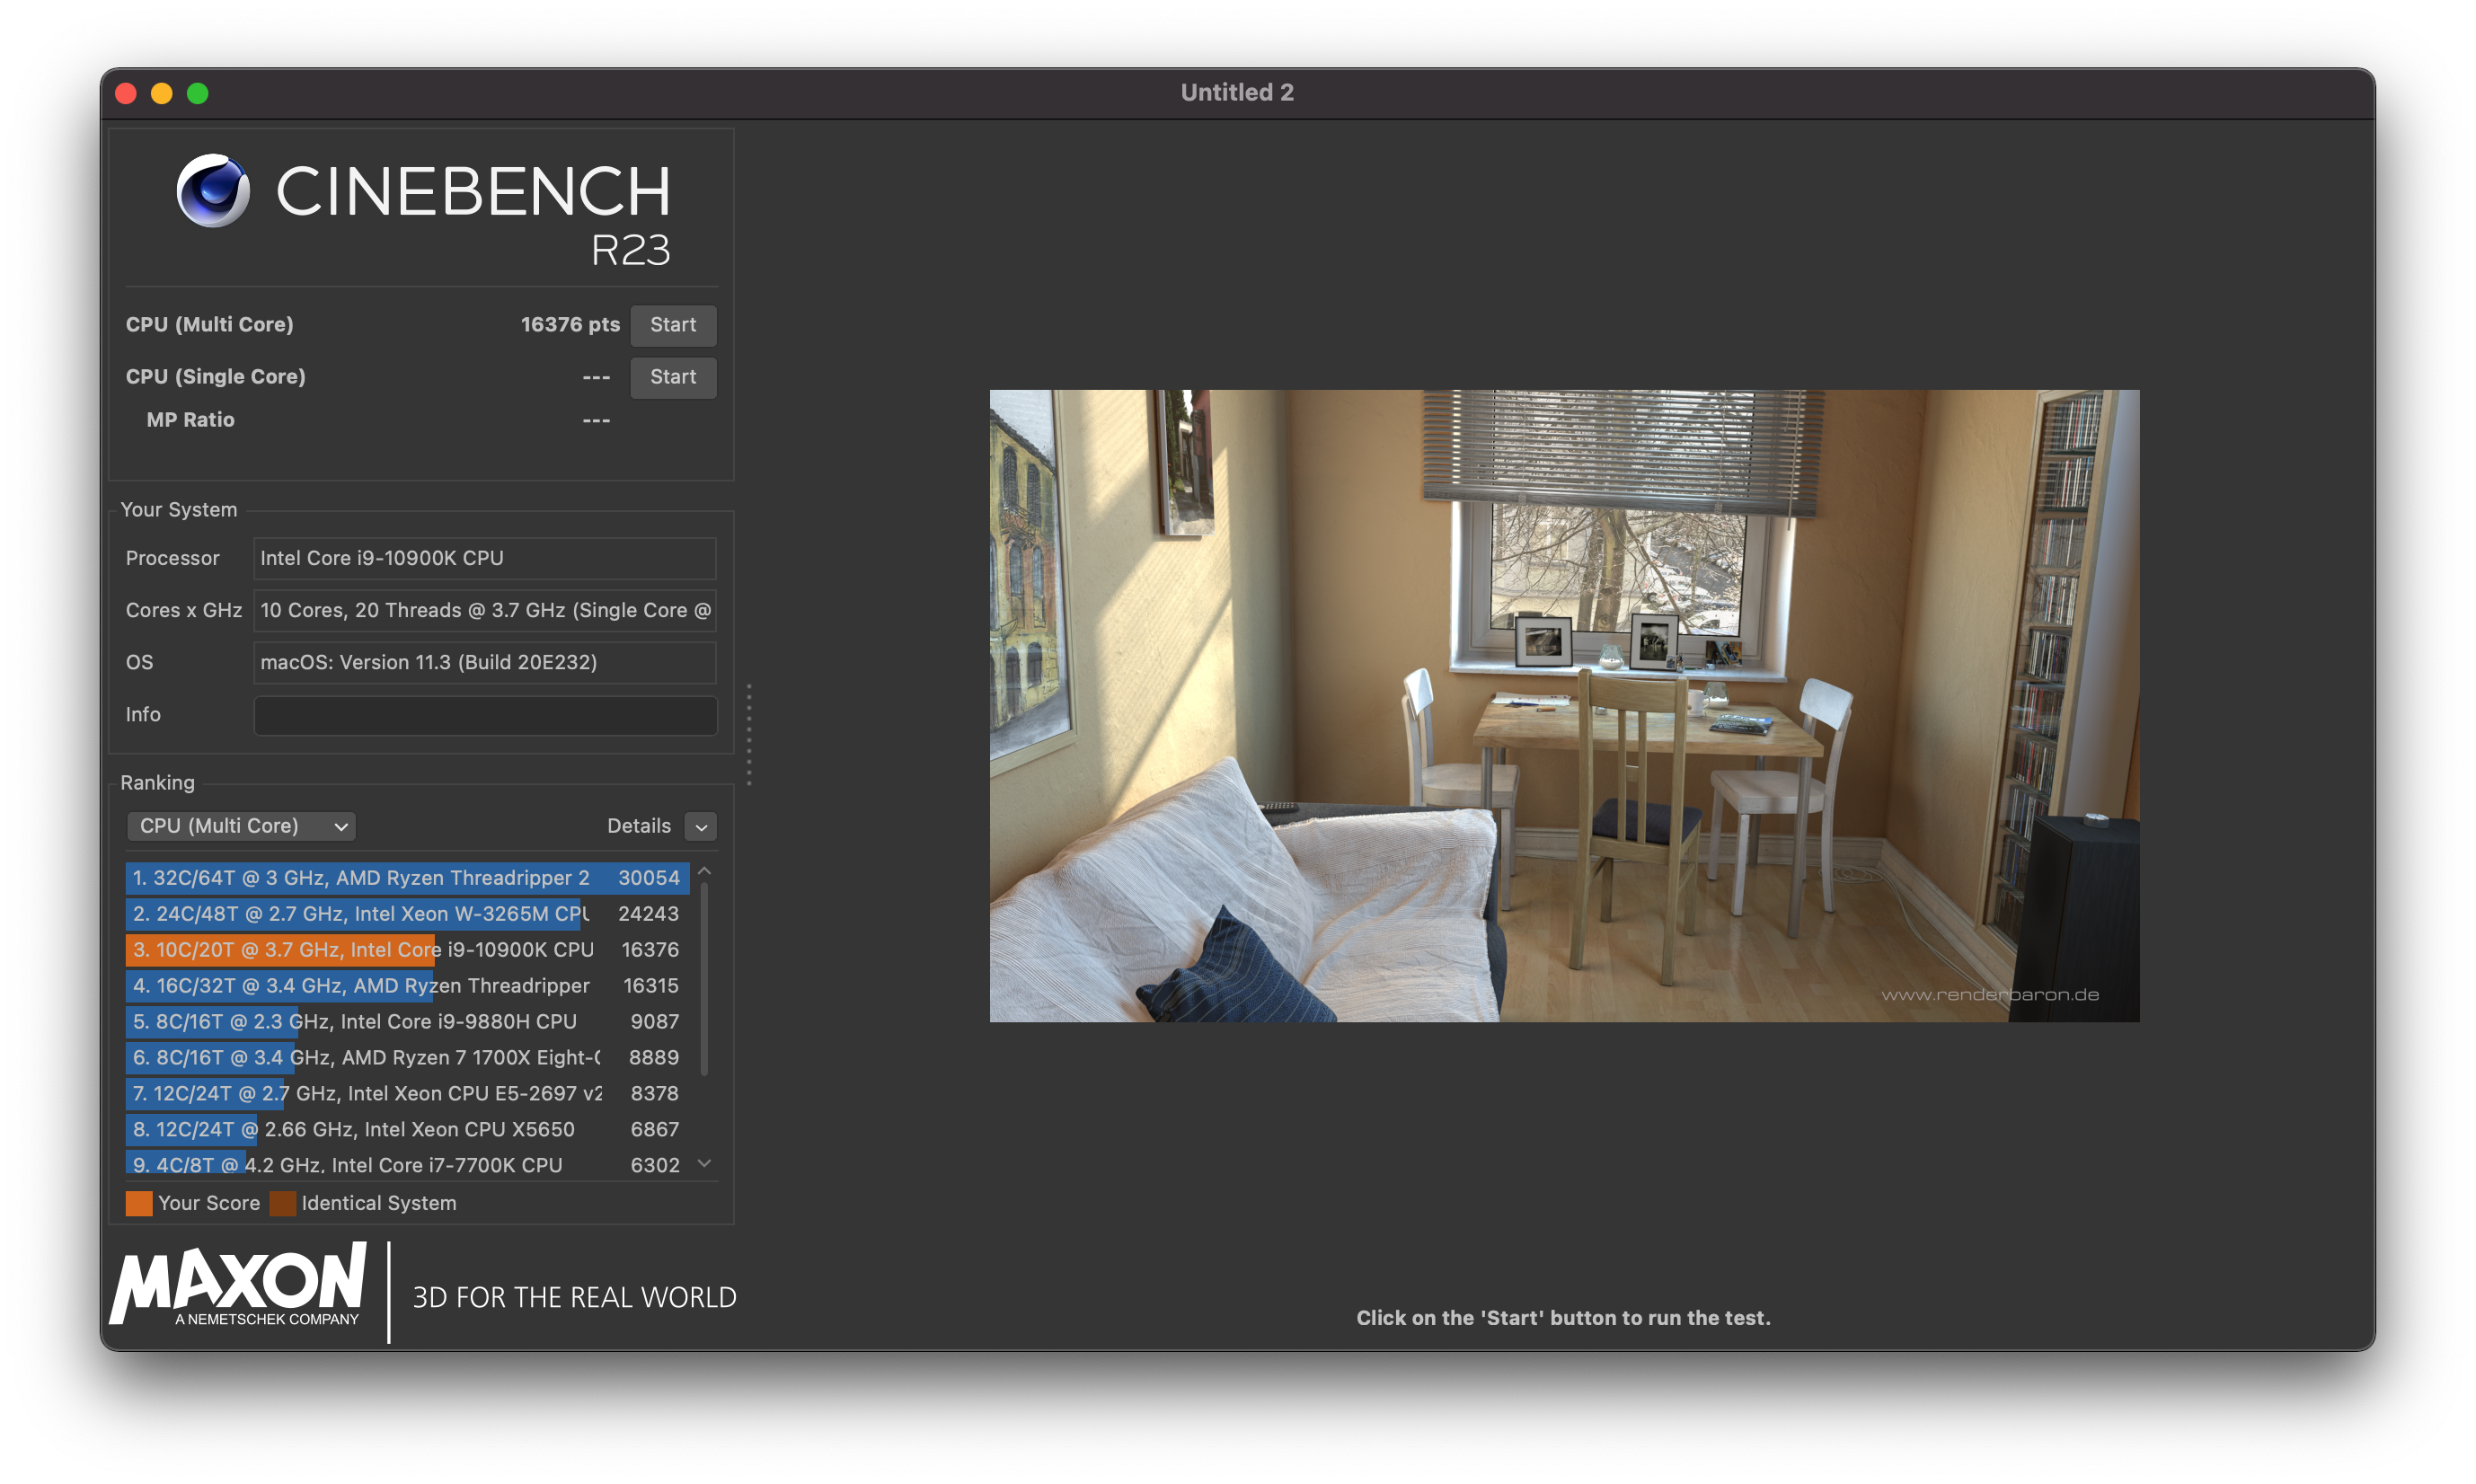 Untitled 2
CINEBENCH
R23
CPU (Multi Core) 16376 pts Start
CPU (Single Core) --- Start
MP Ratio ---
Your System
Processor Intel Core i9-10900K CPU
Cores x GHz 10 Cores, 20 Threads @ 3.7 GHz (Single Core @
OS macOS: Version 11.3 (Build 20E232)
Info
Ranking
CPU (Multi Core) Details
1. 32C/64T @ 3 GHz, AMD Ryzen Threadripper 2 30054
2. 24C/48T @ 2.7 GHz, Intel Xeon W-3265M CPU 24243
3. 10C/20T @ 3.7 GHz, Intel Core i9-10900K CPU 16376
4. 16C/32T @ 3.4 GHz, AMD Ryzen Threadripper 16315
5. 8C/16T @ 2.3 GHz, Intel Core i9-9880H CPU 9087
6. 8C/16T @ 3.4 GHz, AMD Ryzen 7 1700X Eight-C 8889
7. 12C/24T @ 2.7 GHz, Intel Xeon CPU E5-2697 v2 8378
8. 12C/24T @ 2.66 GHz, Intel Xeon CPU X5650 6867
9. 4C/8T @ 4.2 GHz, Intel Core i7-7700K CPU 6302
Your Score Identical System
MAXON
A NEMETSCHEK COMPANY
3D FOR THE REAL WORLD
www.renderbaron.de
Click on the 'Start' button to run the test.